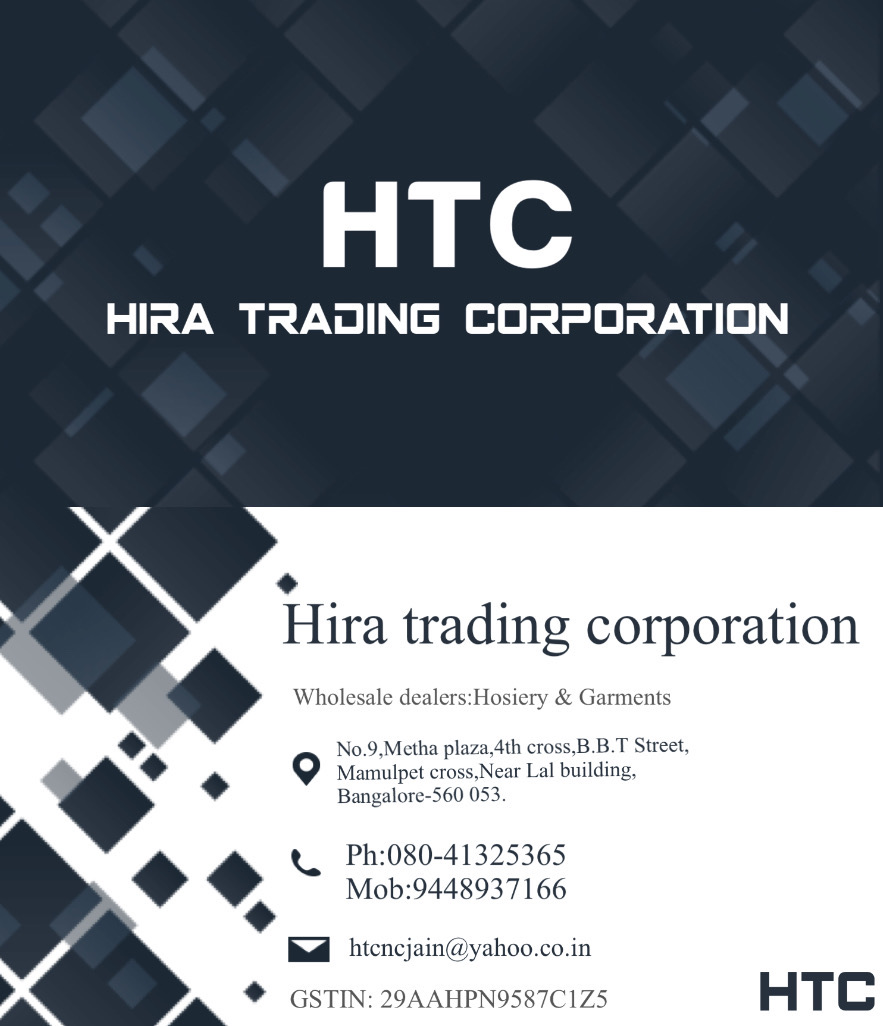 HTC
HIRA TRADING CORPORATION
Hira trading corporation
Wholesale dealers:Hosiery & Garments
No.9,Metha plaza,4th cross,B.B.T Street,
Mamulpet cross,Near Lal building,
Bangalore-560 053.
Ph:080-41325365
Mob:9448937166
htcncjain@yahoo.co.in
GSTIN: 29AAHPN9587C1Z5
HTC